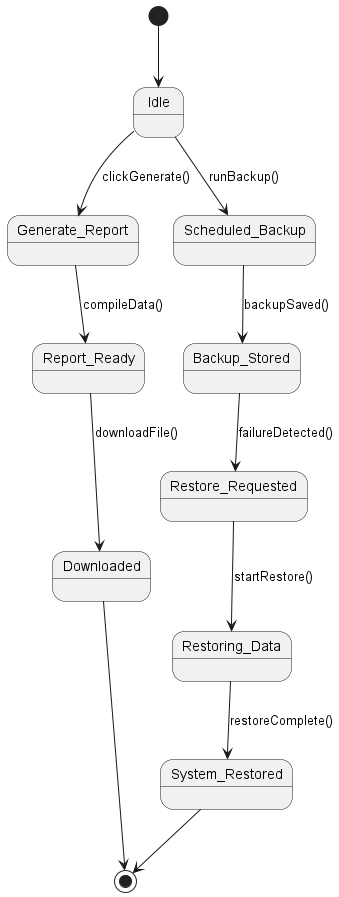 Idle
clickGenerate()
runBackup()
Generate_Report
Scheduled_Backup
compileData()
backupSaved()
Report_Ready
Backup_Stored
downloadFile()
failureDetected()
Restore_Requested
Downloaded
startRestore()
Restoring_Data
restoreComplete()
System_Restored